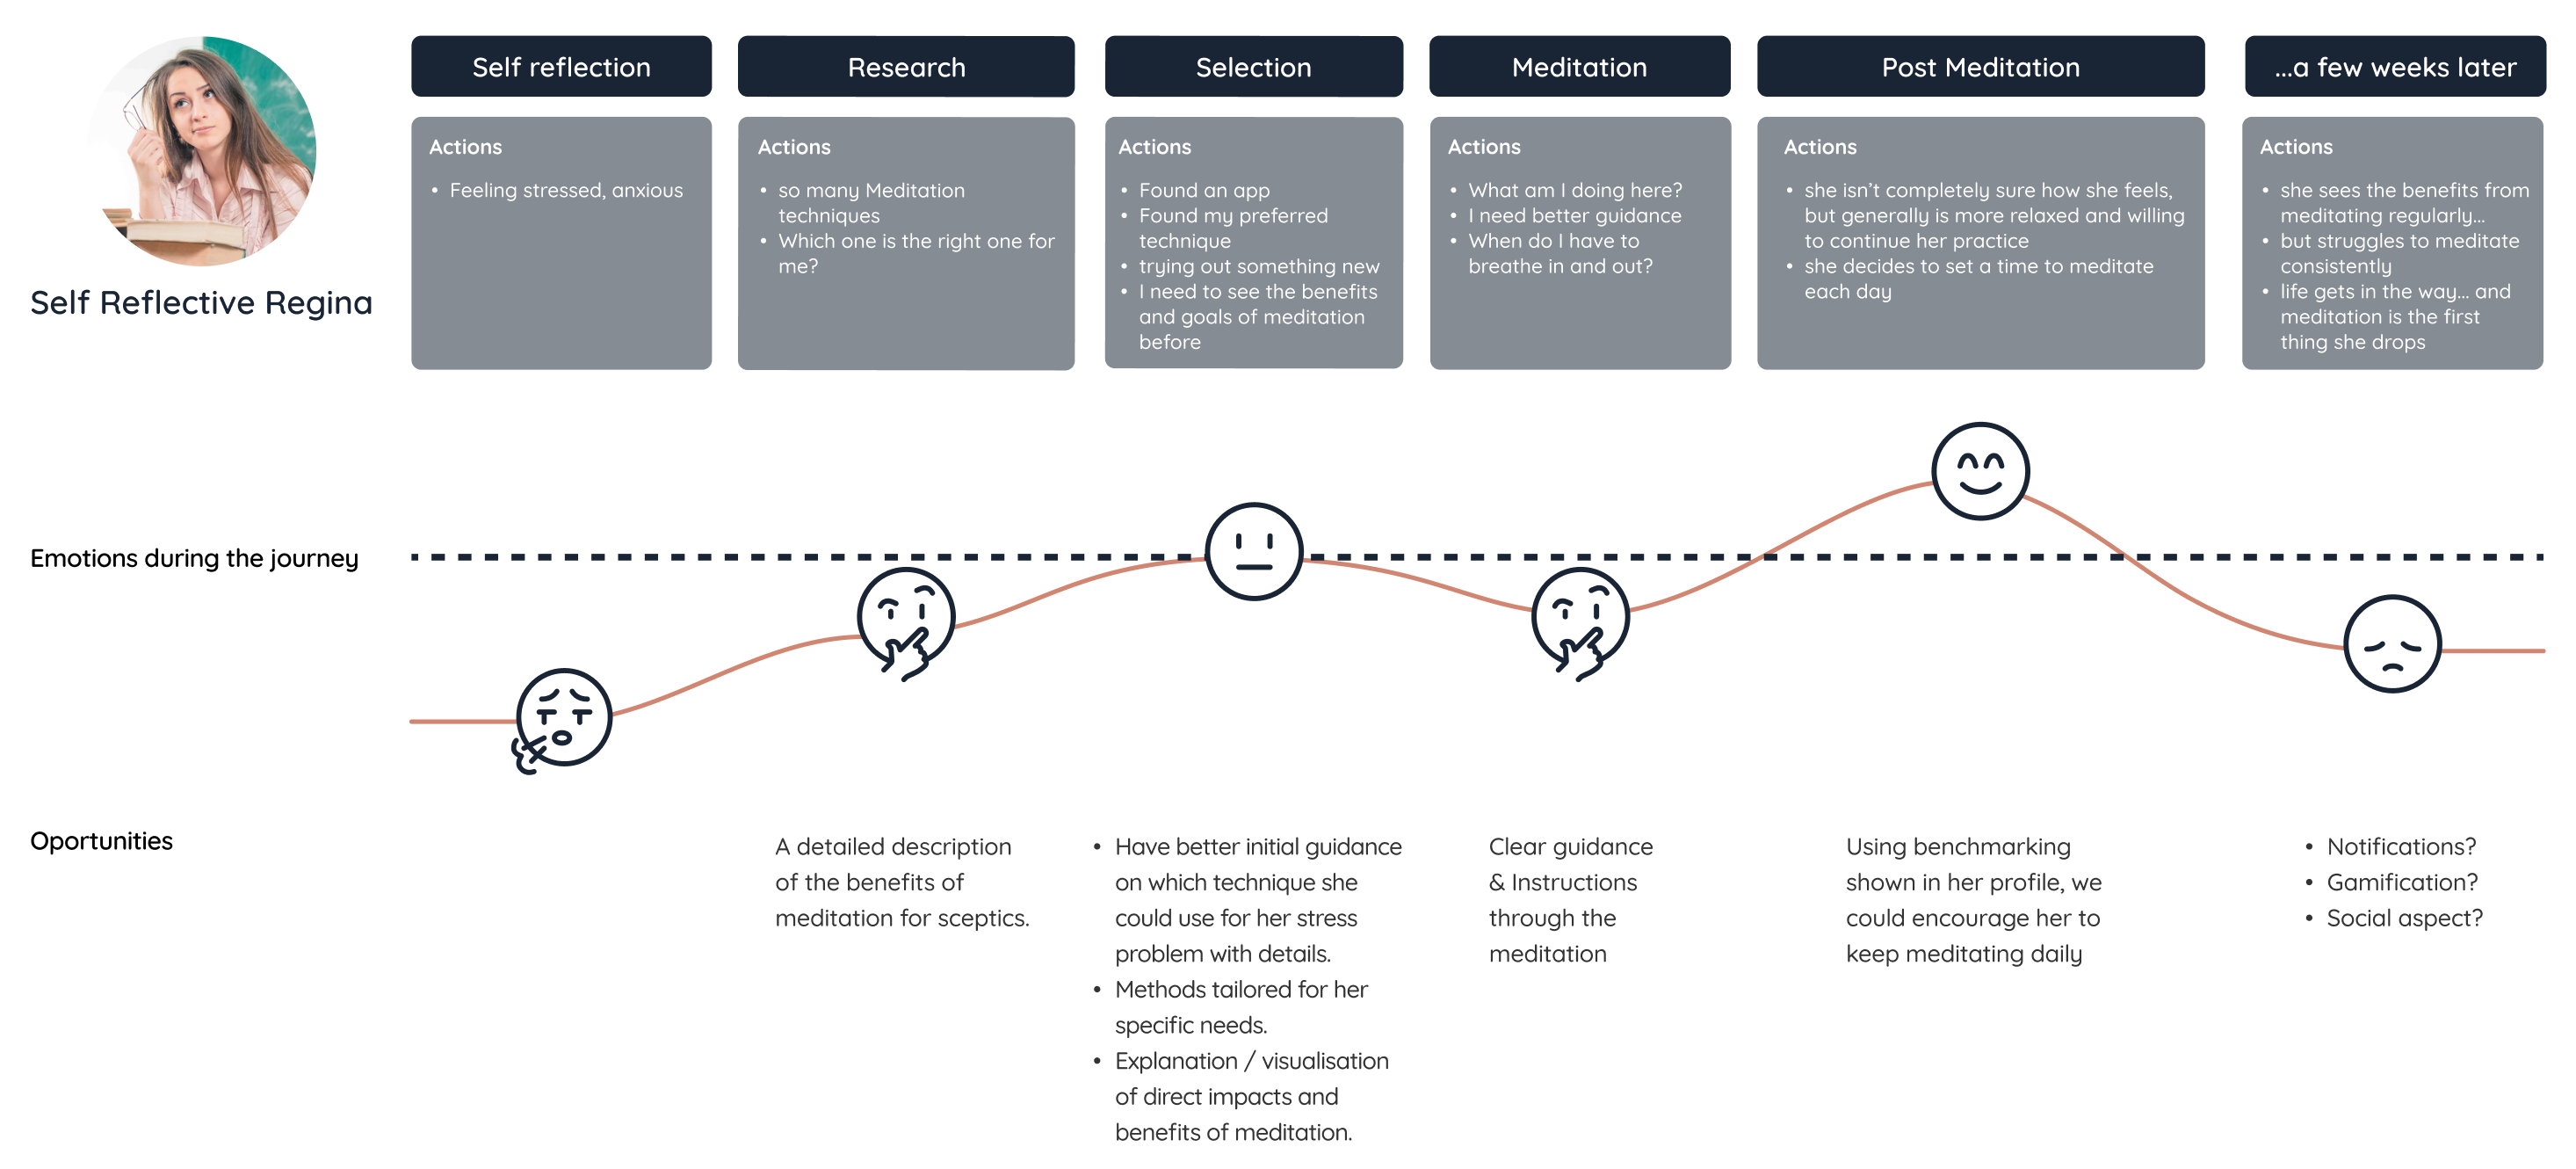 Self Reflective Regina
Self reflection
Research
Selection
Meditation
Post Meditation
...a few weeks later
Actions
• Feeling stressed, anxious
Actions
• so many Meditation
techniques
• Which one is the right one for
me?
Actions
• Found an app
• Found my preferred
technique
• trying out something new
• I need to see the benefits
and goals of meditation
before
Actions
• What am I doing here?
• I need better guidance
• When do I have to
breathe in and out?
Actions
• she isn’t completely sure how she feels,
but generally is more relaxed and willing
to continue her practice
• she decides to set a time to meditate
each day
Actions
• she sees the benefits from
meditating regularly...
• but struggles to meditate
consistently
• life gets in the way... and
meditation is the first
thing she drops
Emotions during the journey
Oportunities
A detailed description
of the benefits of
meditation for sceptics.
• Have better initial guidance
on which technique she
could use for her stress
problem with details.
• Methods tailored for her
specific needs.
• Explanation / visualisation
of direct impacts and
benefits of meditation.
Clear guidance
& Instructions
through the
meditation
Using benchmarking
shown in her profile, we
could encourage her to
keep meditating daily
• Notifications?
• Gamification?
• Social aspect?